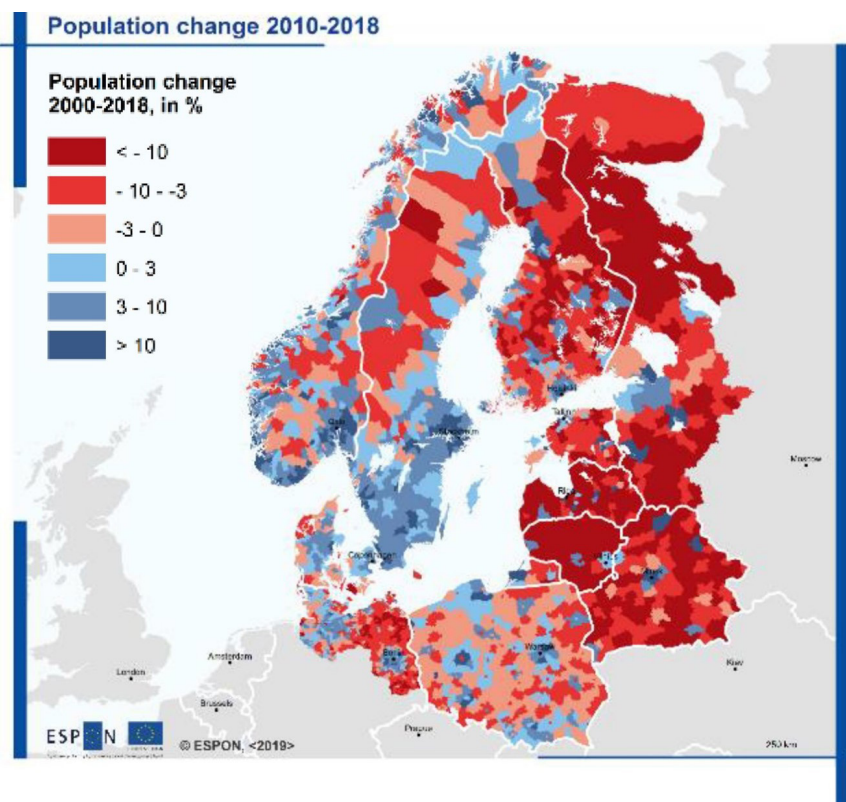 Population change 2010-2018
Population change
2000-2018, in %
< - 10
- 10 - -3
-3 - 0
0 - 3
3 - 10
> 10
Oslo
Stockholm
Helsinki
Tallinn
Riga
Moscow
Copenhagen
Vilnius
Minsk
Berlin
Warsaw
London
Amsterdam
Brussels
Kiev
Prague
ESPON
© ESPON, <2019>
250 km